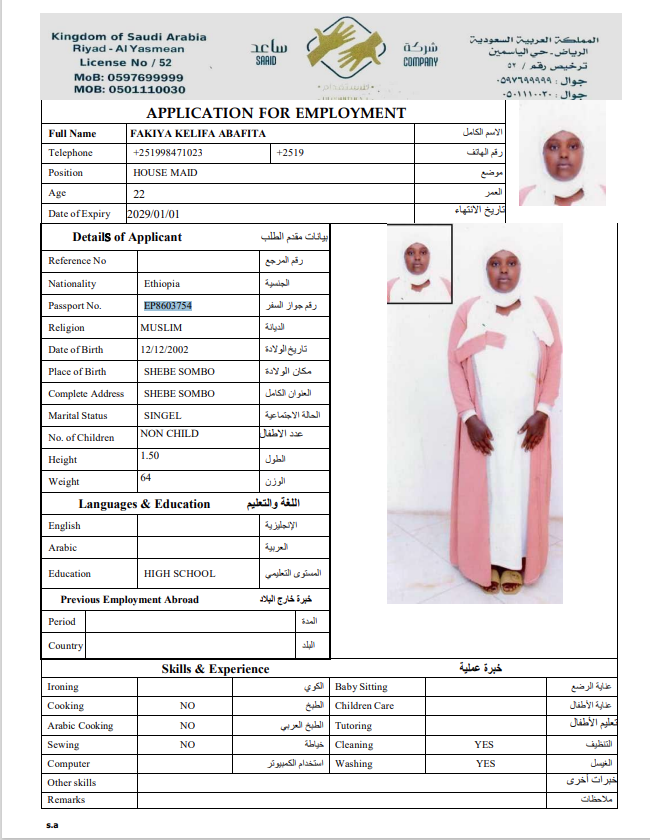 Kingdom of Saudi Arabia
Riyad - Al Yasmean
License No / 52
MoB: 0597699999
MOB: 0501110030
ساعد
SAAID
شركة
COMPANY
المملكة العربية السعودية
الرياض - حي الياسمين
ترخيص رقم / ٥٢
جوال : ٠٥٩٧٦٩٩٩٩٩
جوال : ٠٥٠١١١٠٠٣٠
APPLICATION FOR EMPLOYMENT
Full Name FAKIYA KELIFA ABAFITA الاسم الكامل
Telephone +251998471023 +2519 رقم الهاتف
Position HOUSE MAID موضع
Age 22 العمر
Date of Expiry 2029/01/01 تاريخ الانتهاء
Details of Applicant بيانات مقدم الطلب
Reference No رقم المرجع
Nationality Ethiopia الجنسية
Passport No. EP8603754 رقم جواز السفر
Religion MUSLIM الديانة
Date of Birth 12/12/2002 تاريخ الولادة
Place of Birth SHEBE SOMBO مكان الولادة
Complete Address SHEBE SOMBO العنوان الكامل
Marital Status SINGEL الحالة الاجتماعية
No. of Children NON CHILD عدد الاطفال
Height 1.50 الطول
Weight 64 الوزن
Languages & Education اللغة والتعليم
English الإنجليزية
Arabic العربية
Education HIGH SCHOOL المستوى التعليمي
Previous Employment Abroad خبرة خارج البلاد
Period المدة
Country البلد
Skills & Experience خبرة عملية
Ironing الكوي Baby Sitting عناية الرضع
Cooking NO الطبخ Children Care عناية الأطفال
Arabic Cooking NO الطبخ العربي Tutoring تعليم الأطفال
Sewing NO خياطة Cleaning YES التنظيف
Computer استخدام الكمبيوتر Washing YES الغيسل
Other skills خبرات أخرى
Remarks ملاحظات
s.a